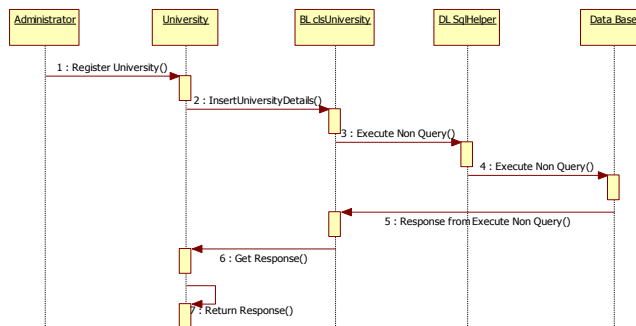 Administrator
University
BL clsUniversity
DL SqlHelper
Data Base
1 : Register University()
2 : InsertUniversityDetails()
3 : Execute Non Query()
4 : Execute Non Query()
5 : Response from Execute Non Query()
6 : Get Response()
7 : Return Response()